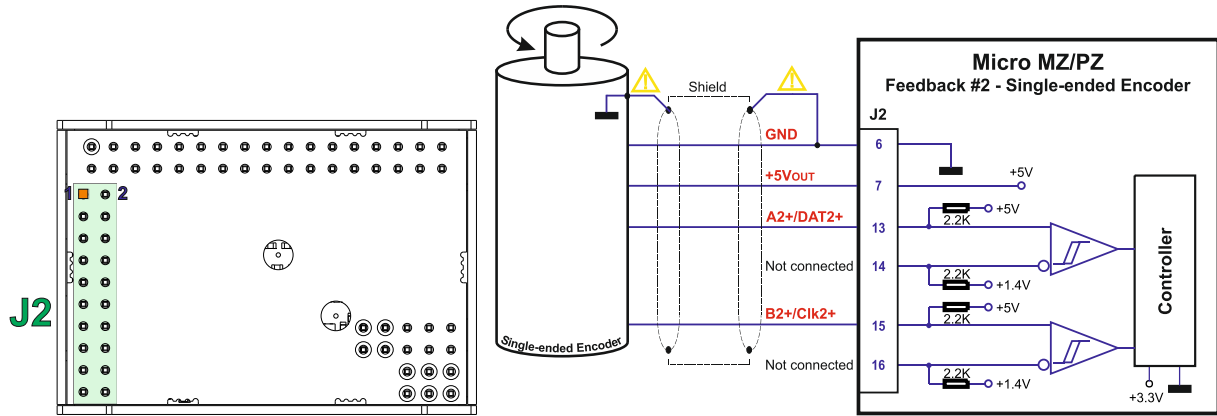 1
2
J2
Single-ended Encoder
Shield
GND
+5VOUT
A2+/DAT2+
Not connected
B2+/Clk2+
Not connected
Micro MZ/PZ
Feedback #2 - Single-ended Encoder
J2
6
7
+5V
13
+5V
2.2K
14
2.2K
+1.4V
15
+5V
2.2K
16
2.2K
+1.4V
Controller
+3.3V